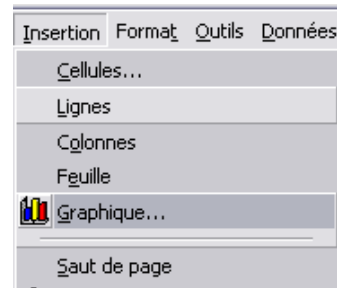 Insertion Format Outils Données
Cellules...
Lignes
Colonnes
Feuille
Graphique...
Saut de page